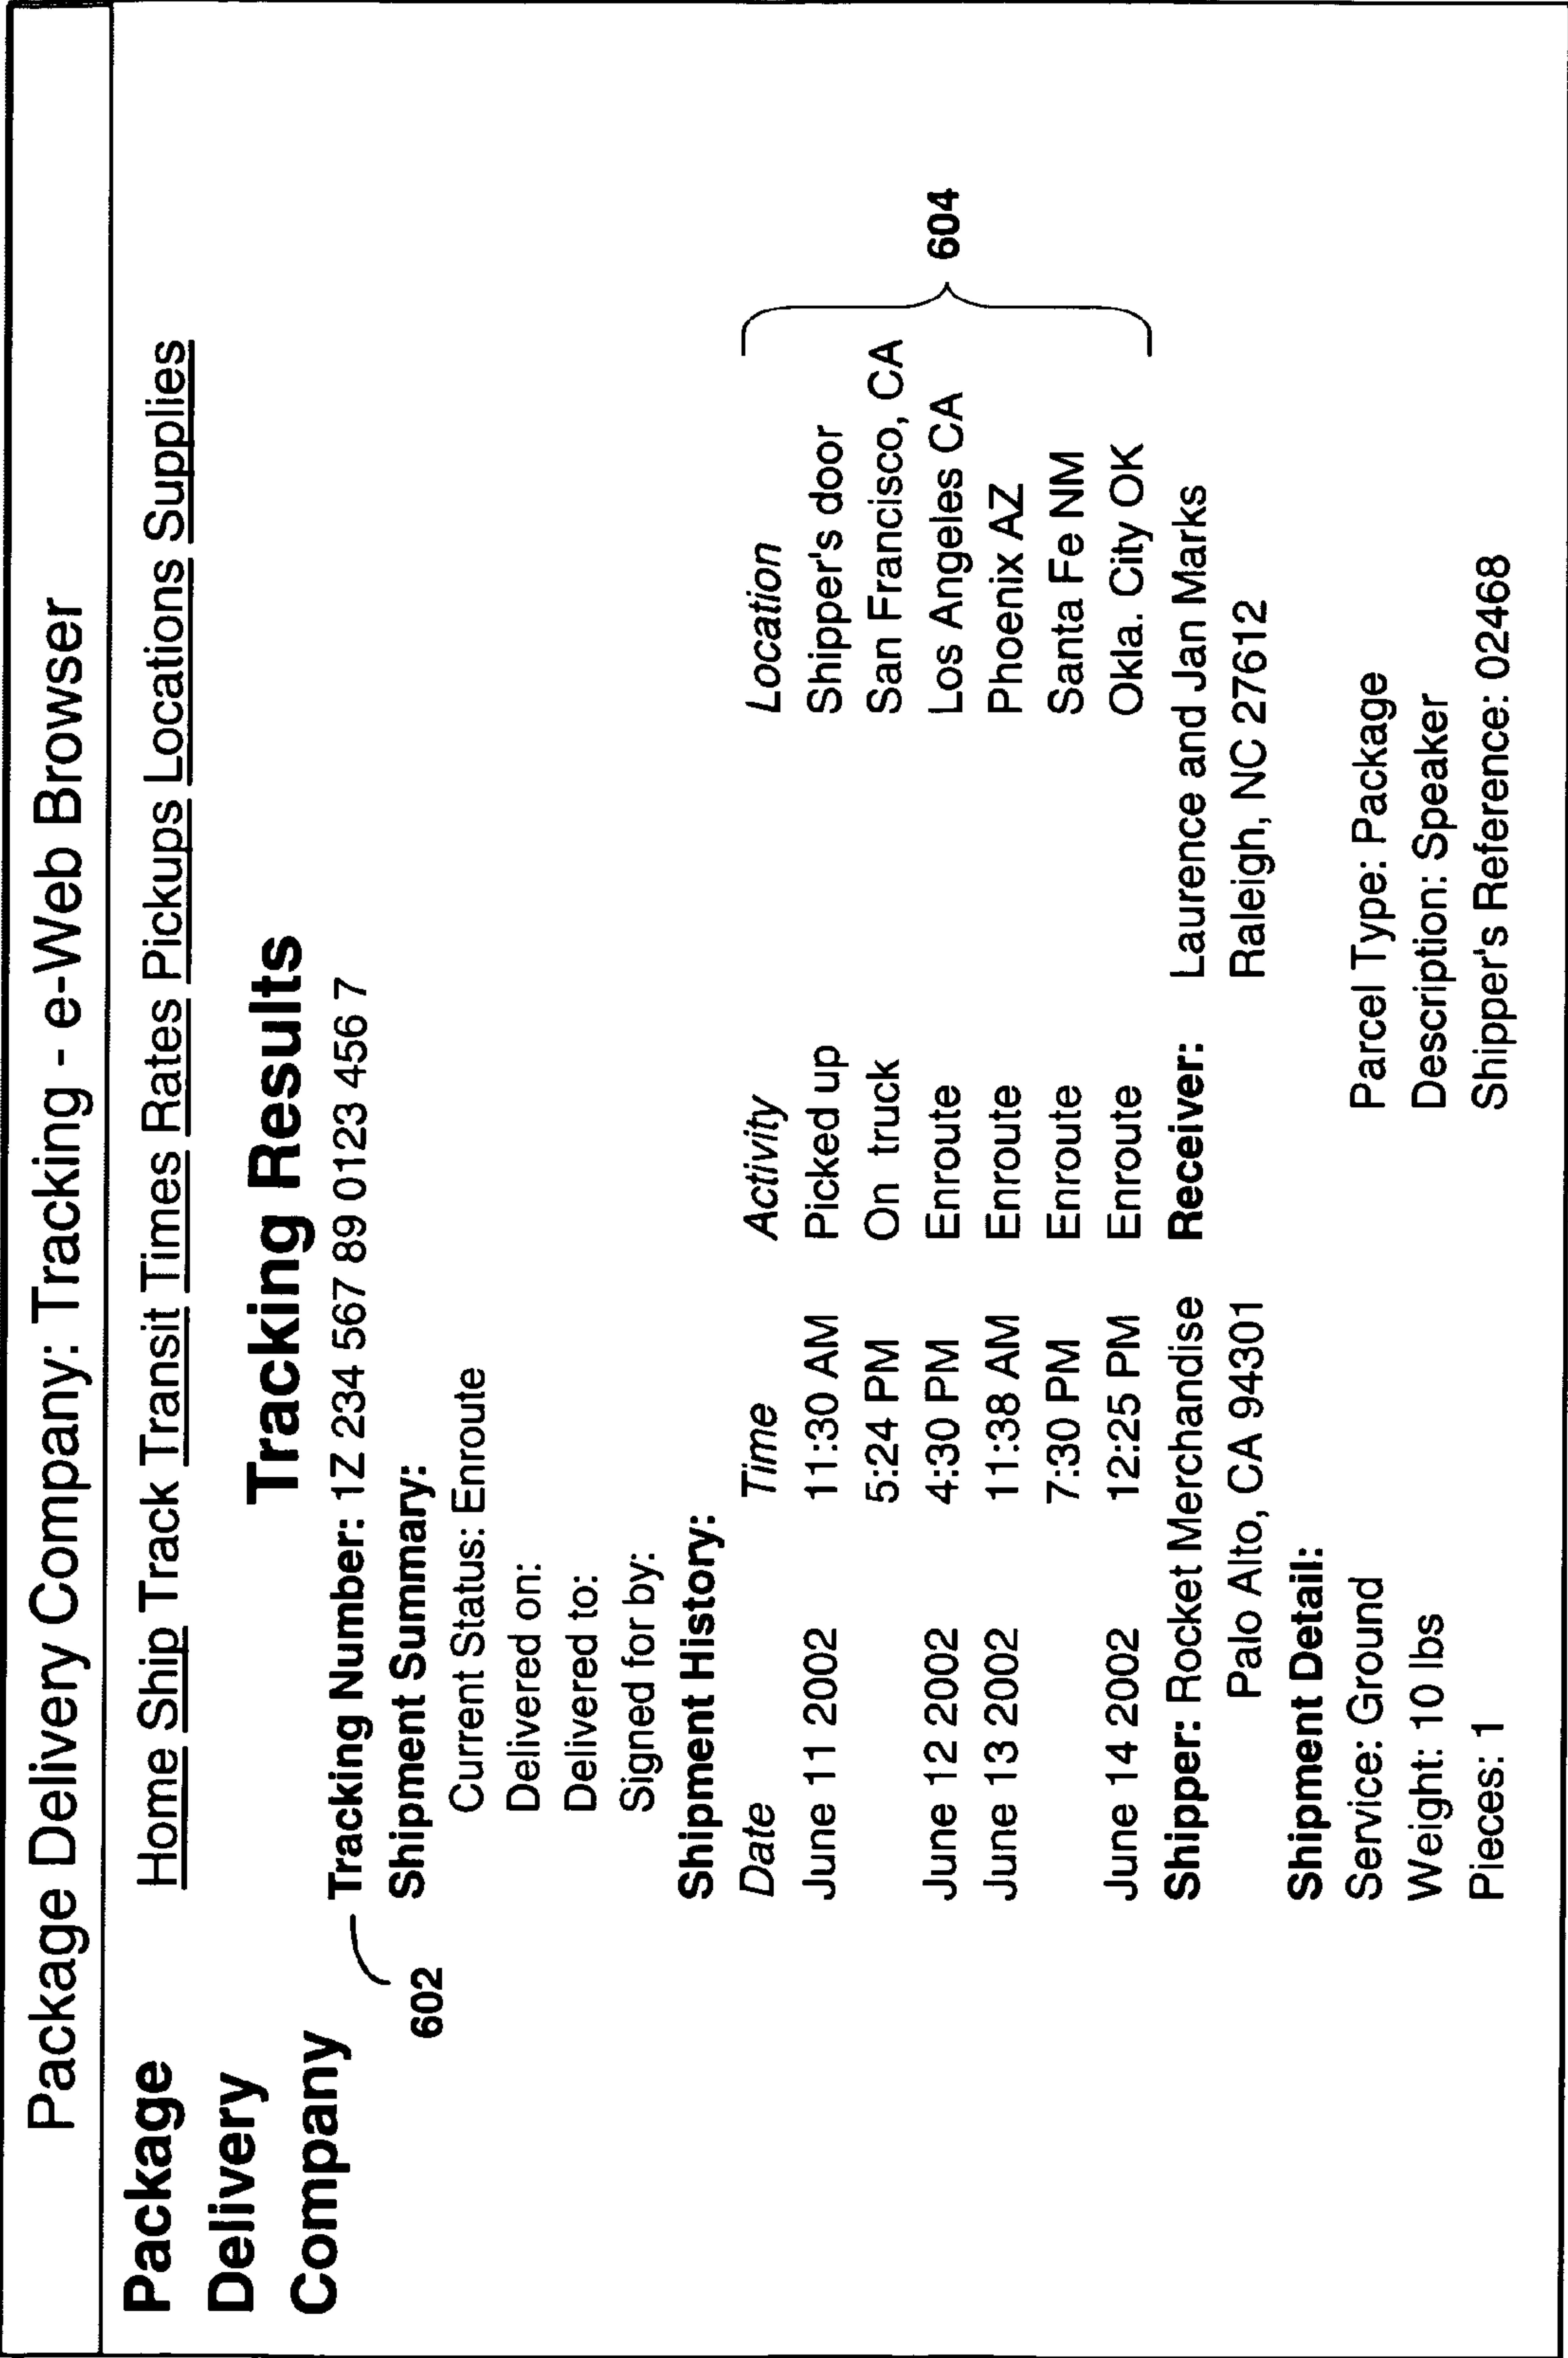 Package Delivery Company: Tracking - e-Web Browser
Package
Delivery
Company
Home Ship Track Transit Times Rates Pickups Locations Supplies
Tracking Results
602
Tracking Number: 1Z 234 567 89 0123 456 7
Shipment Summary:
Current Status: Enroute
Delivered on:
Delivered to:
Signed for by:
Shipment History:
Date Time Activity Location
June 11 2002 11:30 AM Picked up Shipper's door
5:24 PM On truck San Francisco, CA
June 12 2002 4:30 PM Enroute Los Angeles CA
June 13 2002 11:38 AM Enroute Phoenix AZ
7:30 PM Enroute Santa Fe NM
June 14 2002 12:25 PM Enroute Okla. City OK
604
Shipper: Rocket Merchandise Receiver: Laurence and Jan Marks
Palo Alto, CA 94301 Raleigh, NC 27612
Shipment Detail:
Service: Ground Parcel Type: Package
Weight: 10 lbs Description: Speaker
Pieces: 1 Shipper's Reference: 02468